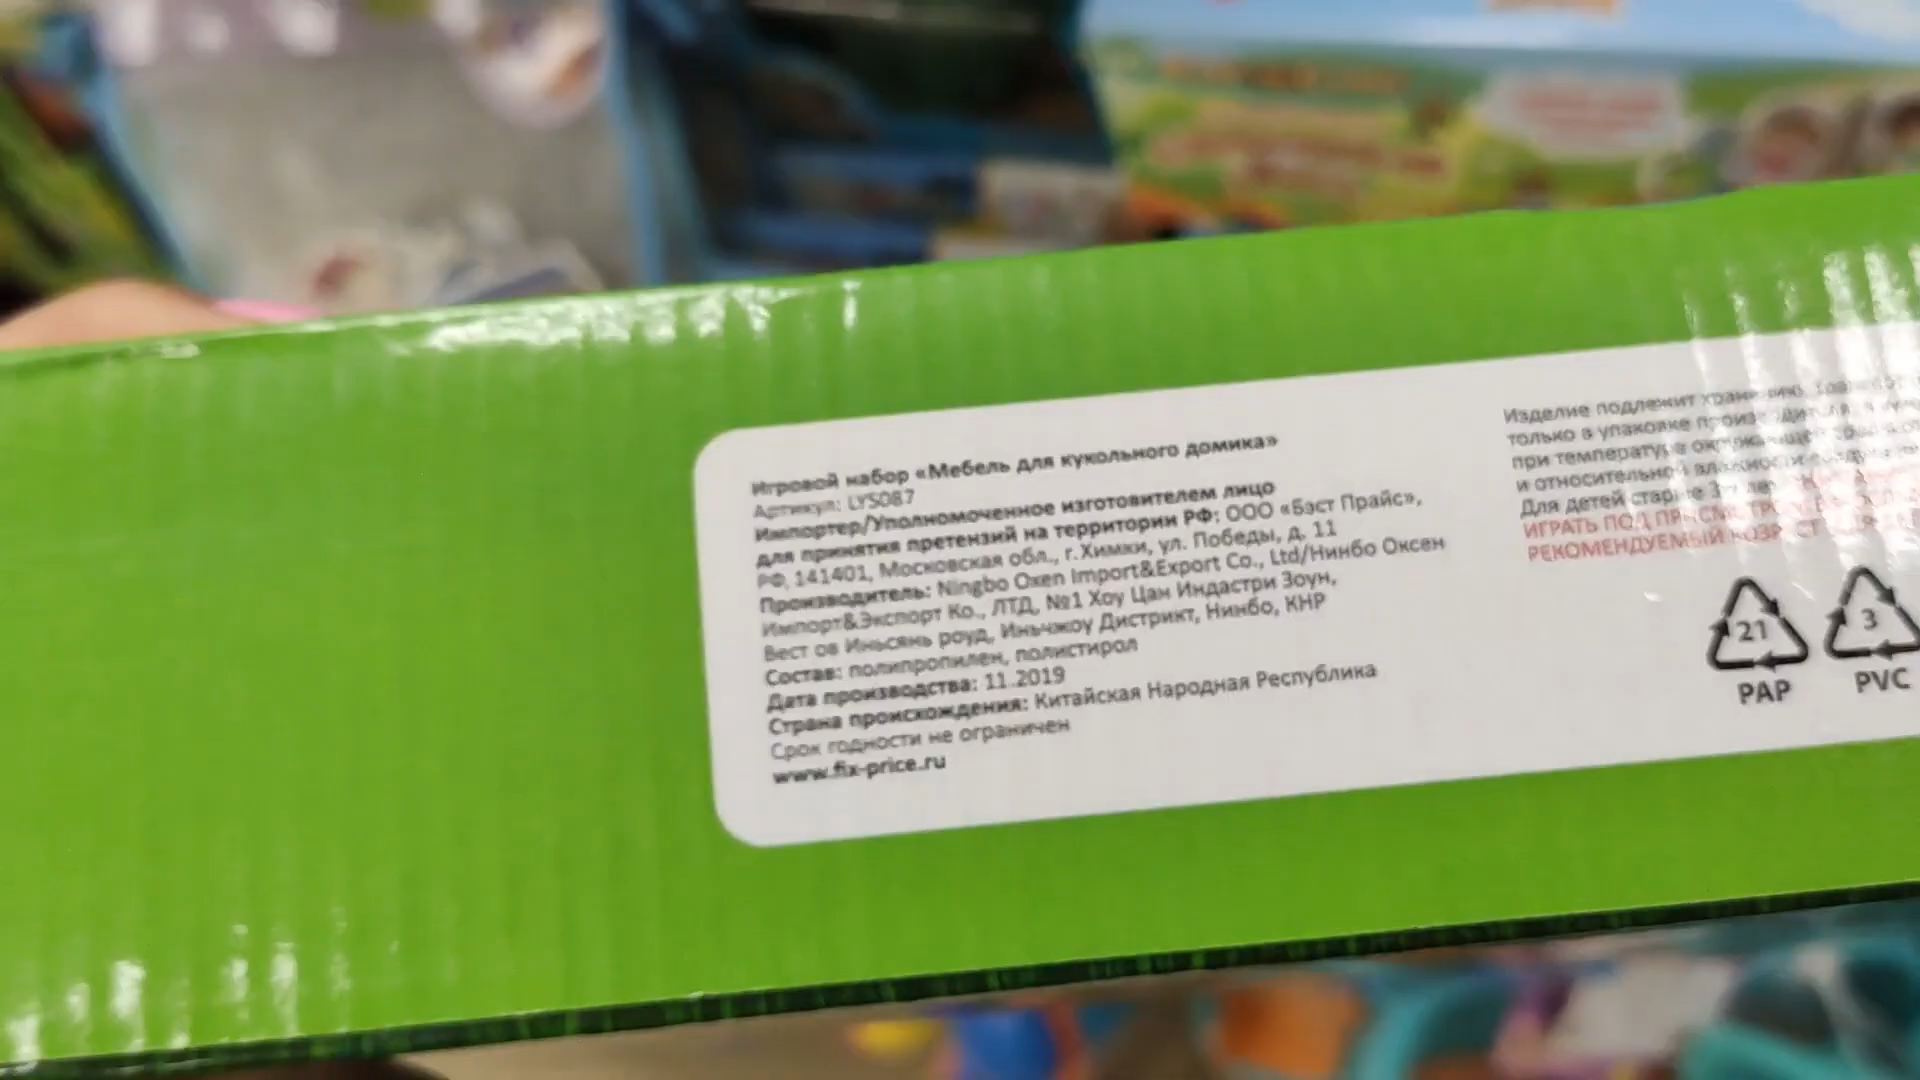 Игровой набор «Мебель для кукольного домика»
Артикул: LYS087
Импортер/Уполномоченное изготовителем лицо
для принятия претензий на территории РФ: ООО «Бэст Прайс»,
РФ, 141401, Московская обл., г.Химки, ул. Победы, д. 11
Производитель: Ningbo Oxen Import&Export Co., Ltd/Нинбо Оксен
Импорт&Экспорт Ко., ЛТД, №1 Хоу Цан Индастри Зоун,
Вест ов Иньсянь роуд, Иньчжоу Дистрикт, Нинбо, КНР
Состав: полипропилен, полистирол
Дата производства: 11.2019
Страна происхождения: Китайская Народная Республика
Срок годности не ограничен
www.fix-price.ru
Изделие подлежит хранению
только в упаковке производителя
при температуре окружающей
и относительной влажности
Для детей старше 3 лет
ИГРАТЬ ПОД ПРИСМОТРОМ
РЕКОМЕНДУЕМЫЙ ВОЗРАСТ
21 3
PAP PVC